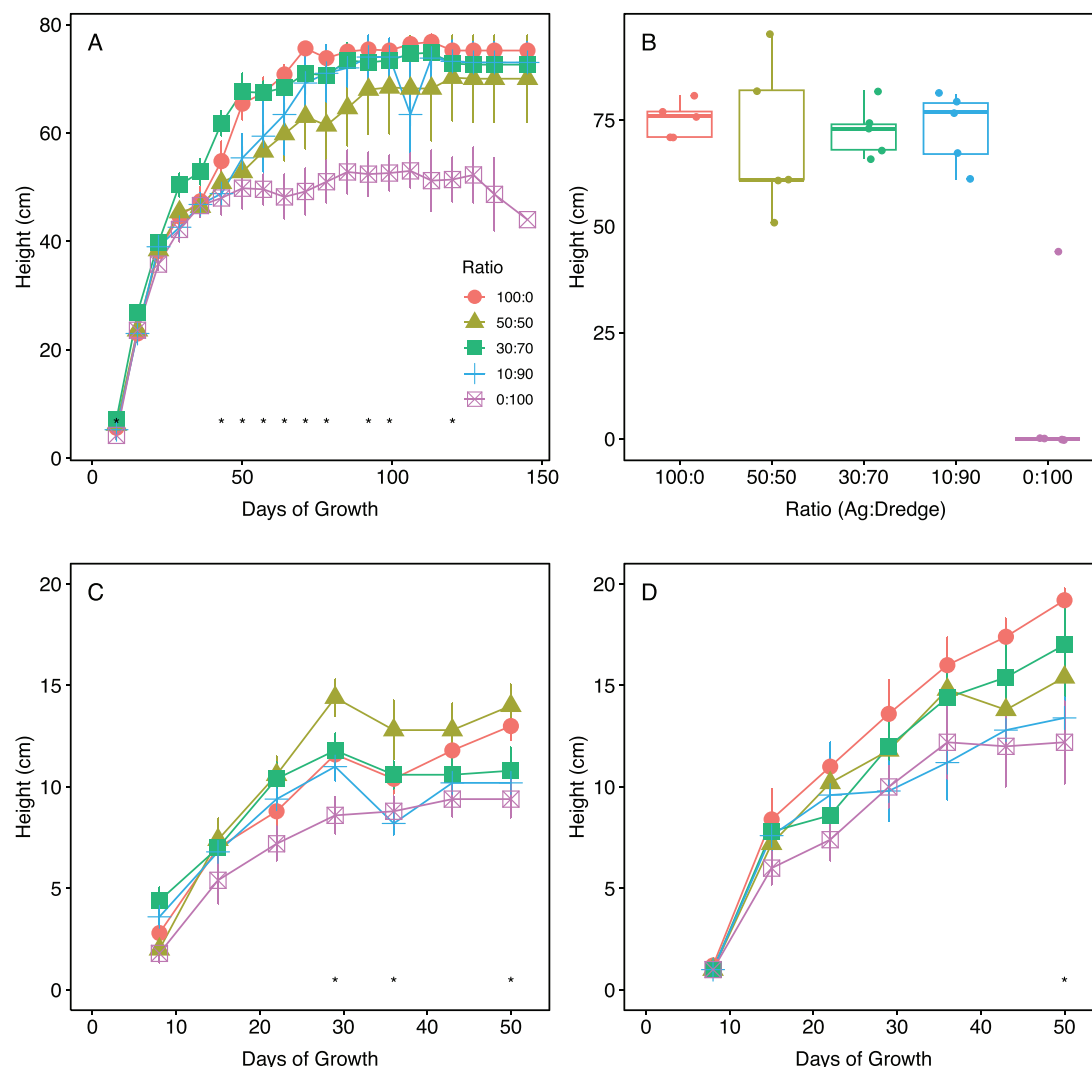 A
80
60
40
20
0
Height (cm)
0 50 100 150
Days of Growth
Ratio
100:0
50:50
30:70
10:90
0:100
* * * * * * * * * *
B
75
50
25
0
Height (cm)
100:0 50:50 30:70 10:90 0:100
Ratio (Ag:Dredge)
C
20
15
10
5
0
Height (cm)
* * *
0 10 20 30 40 50
Days of Growth
D
20
15
10
5
0
Height (cm)
*
0 10 20 30 40 50
Days of Growth